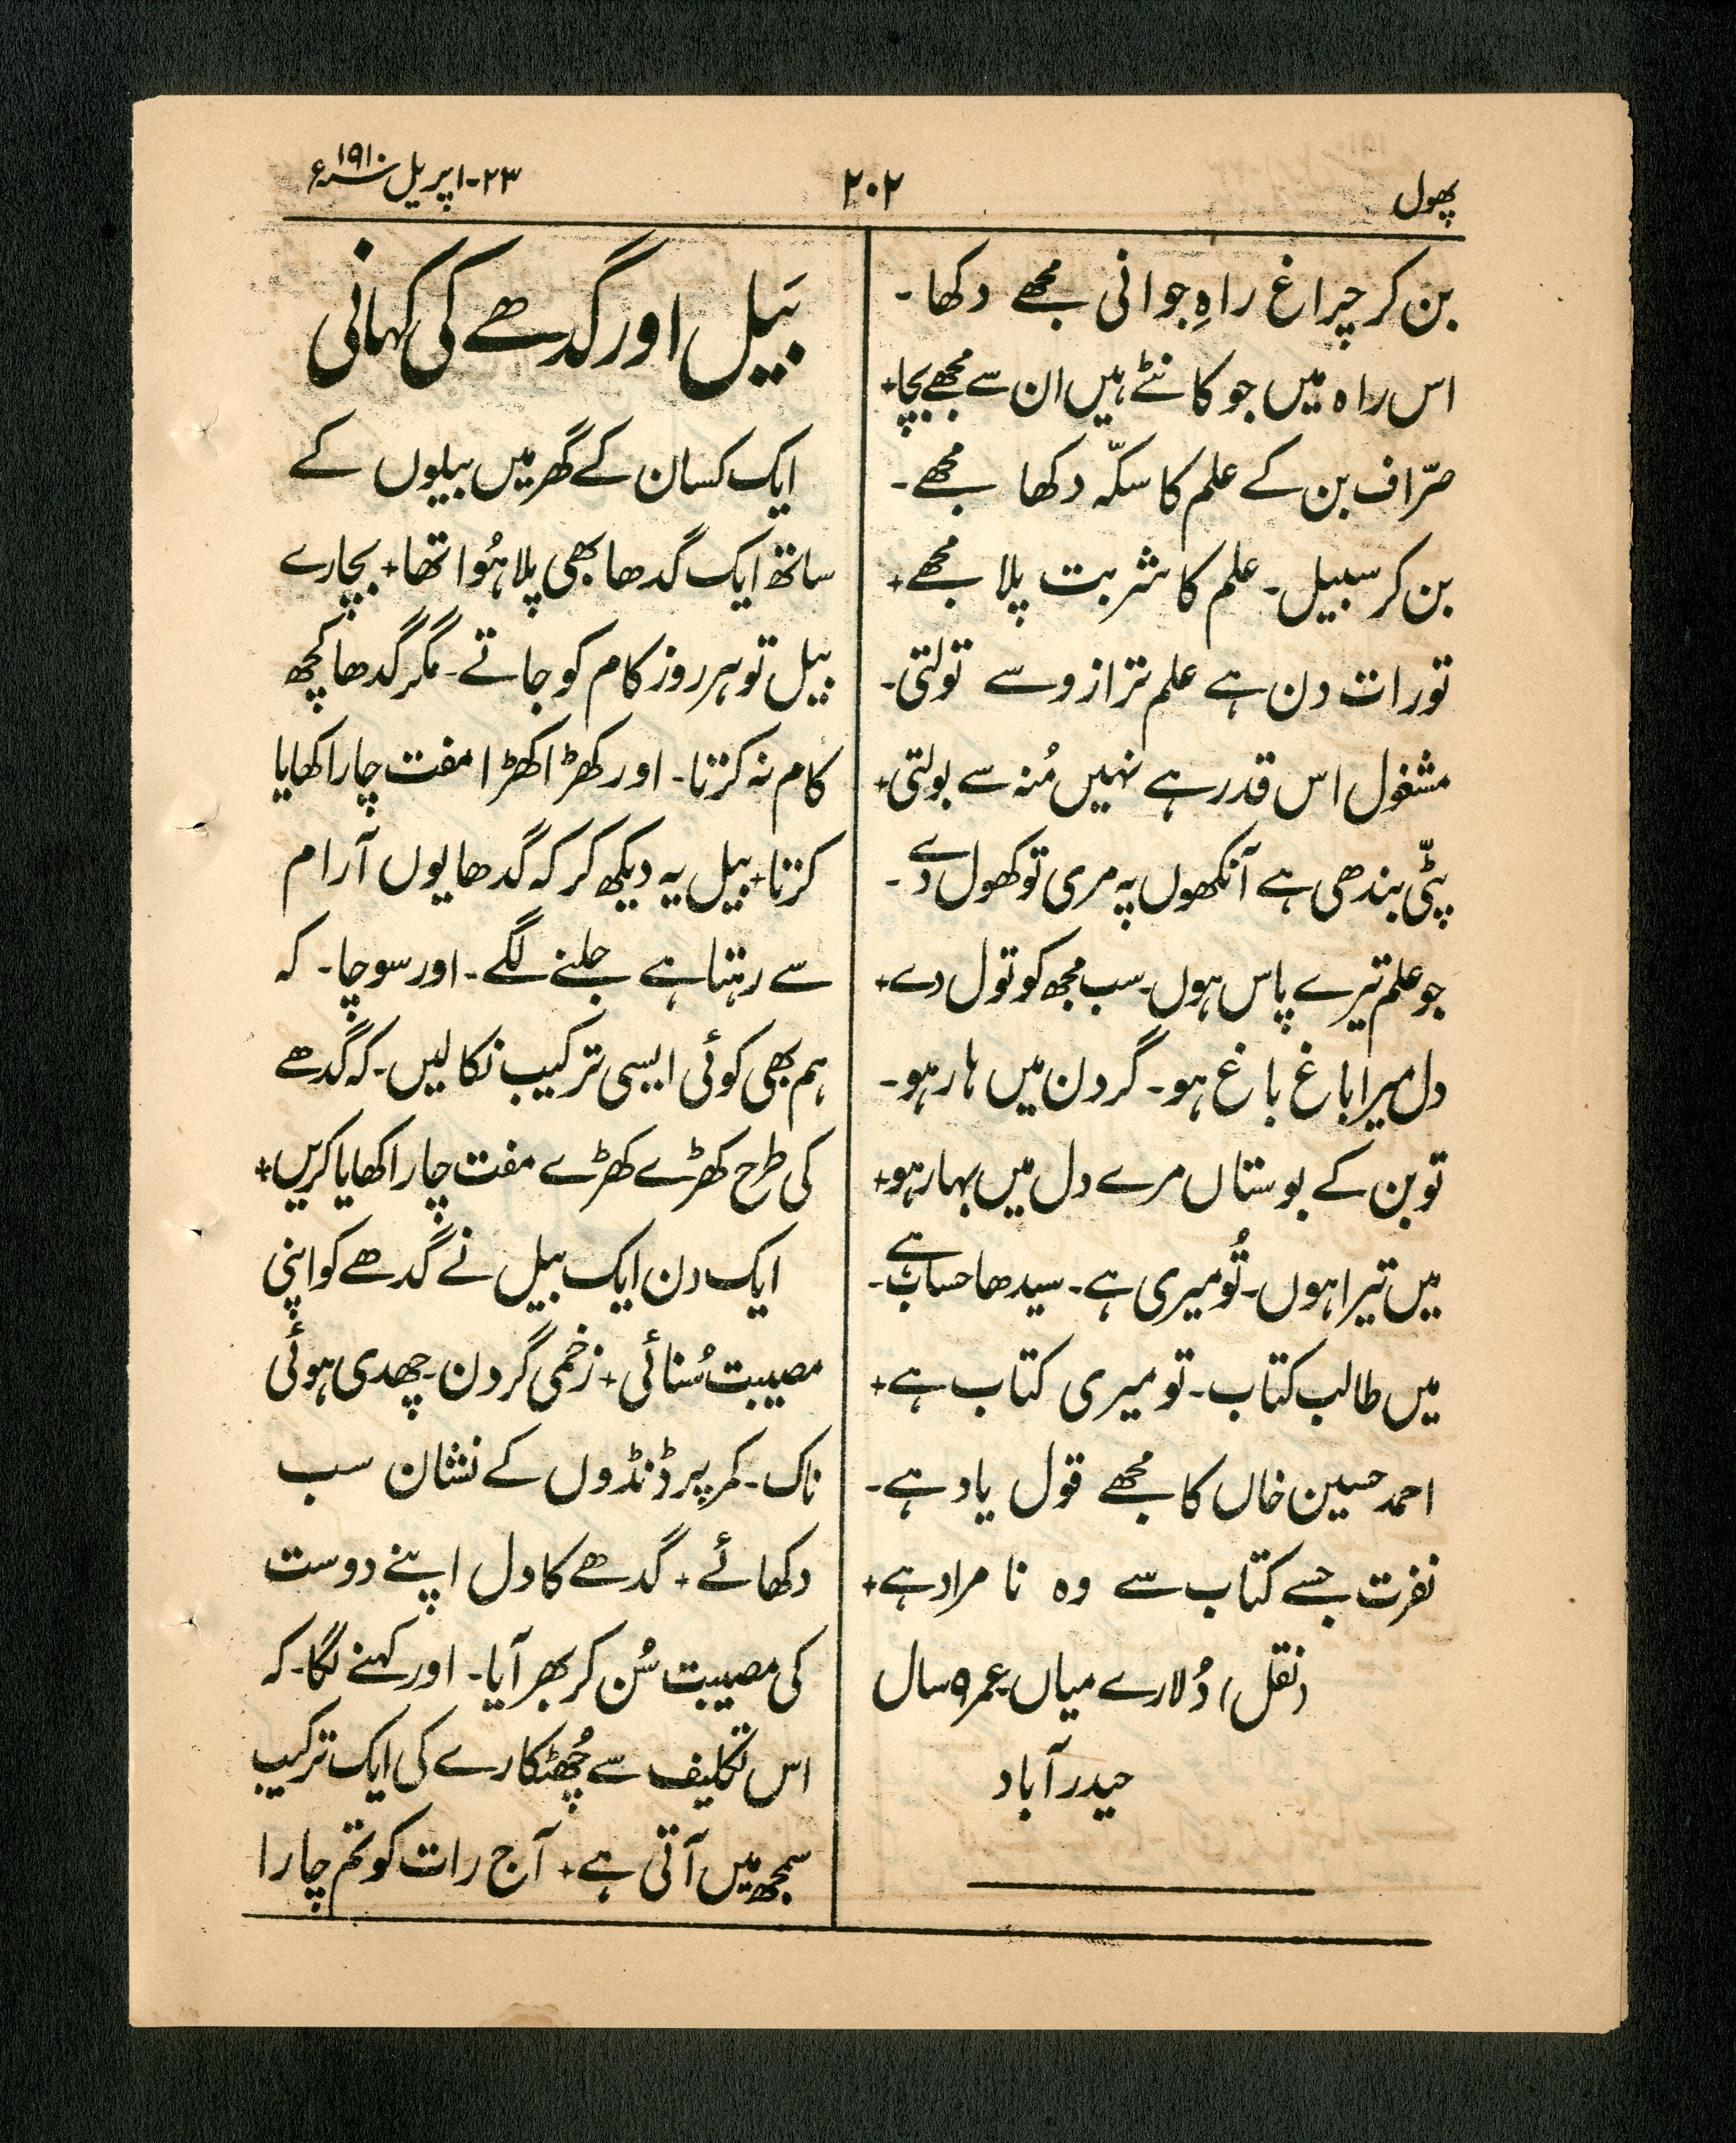 پھول
۲۰۲
۲۳-اپریل ۱۹۱۰ء
بن کر چراغ راہِ جوانی مجھے دکھا۔
اس راہ میں جو کانٹے ہیں ان سے مجھے بچا+
صرّاف بن کے علم کا سکّہ دکھا مجھے۔
بن کر سبیل۔ علم کا شربت پلا مجھے+
تو رات دن ہے علم ترازو سے تولتی۔
مشغول اس قدر ہے نہیں مُنہ سے بولتی+
پٹّی بندھی ہے آنکھوں پہ مری تو کھول دے۔
جو علم تیرے پاس ہوں۔ سب مجھ کو تول دے+
دل میرا باغ باغ ہو۔ گردن میں ہار ہو۔
تو بن کے بوستاں مرے دل میں بہار ہو+
میں تیرا ہوں۔ تُو میری ہے۔ سیدھا حساب ہے۔
میں طالب کتاب۔ تو میری کتاب ہے+
احمد حسین خاں کا مجھے قول یاد ہے۔
نفرت جسے کتاب سے وہ نا مراد ہے+
(نقل) دُلارے میاں عمر ۹ سال
حیدر آباد
بَیل اور گدھے کی کہانی
ایک کسان کے گھر میں بیلوں کے
ساتھ ایک گدھا بھی پلا ہُوا تھا+ بچارے
بیل تو ہر روز کام کو جاتے۔ مگر گدھا کچھ
کام نہ کرتا۔ اور کھڑا کھڑا مفت چارا کھایا
کرتا+ بیل یہ دیکھ کر کہ گدھا یوں آرام
سے رہتا ہے جلنے لگے۔ اور سوچا۔ کہ
ہم بھی کوئی ایسی ترکیب نکالیں۔ کہ گدھے
کی طرح کھڑے کھڑے مفت چارا کھایا کریں+
ایک دن ایک بیل نے گدھے کو اپنی
مصیبت سُنائی+ زخمی گردن۔ چھدی ہوئی
ناک۔ کمر پر ڈنڈوں کے نشان سب
دکھائے+ گدھے کا دل اپنے دوست
کی مصیبت سُن کر بھر آیا۔ اور کہنے لگا۔ کہ
اس تکلیف سے چُھٹکارے کی ایک ترکیب
سمجھ میں آتی ہے+ آج رات کو تم چارا